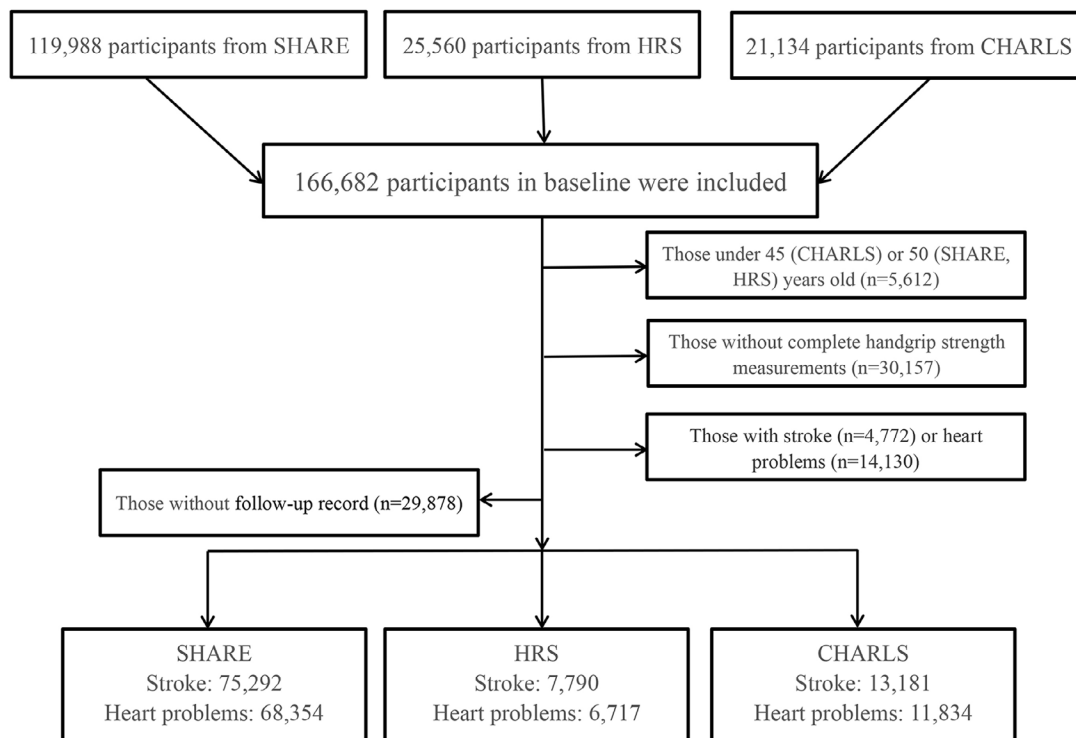 119,988 participants from SHARE
25,560 participants from HRS
21,134 participants from CHARLS
166,682 participants in baseline were included
Those under 45 (CHARLS) or 50 (SHARE,
HRS) years old (n=5,612)
Those without complete handgrip strength
measurements (n=30,157)
Those with stroke (n=4,772) or heart
problems (n=14,130)
Those without follow-up record (n=29,878)
SHARE
Stroke: 75,292
Heart problems: 68,354
HRS
Stroke: 7,790
Heart problems: 6,717
CHARLS
Stroke: 13,181
Heart problems: 11,834